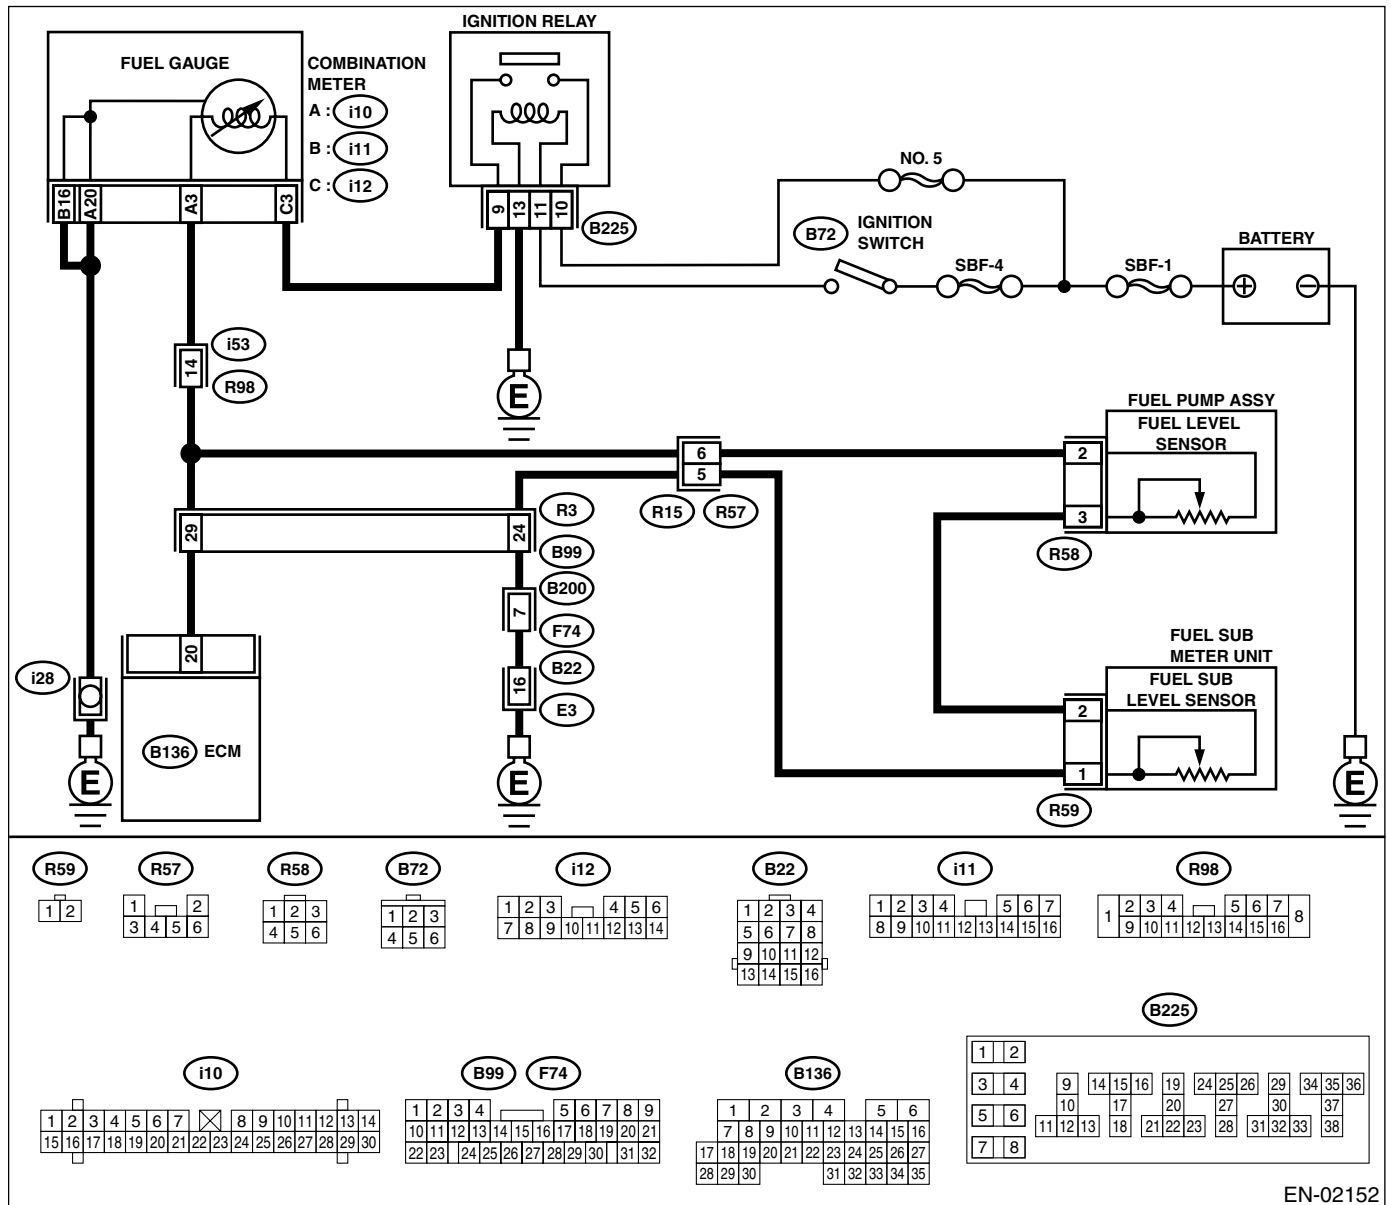 IGNITION RELAY
FUEL GAUGE
COMBINATION
METER
A : i10
B : i11
C : i12
B16
A20
A3
C3
9
13
11
10
B225
NO. 5
B72
IGNITION
SWITCH
SBF-4
SBF-1
BATTERY
+
−
i53
14
R98
E
FUEL PUMP ASSY
FUEL LEVEL
SENSOR
6
5
2
3
R15
R57
R58
R3
29
24
B99
B200
7
F74
B22
16
E3
20
i28
B136 ECM
FUEL SUB
METER UNIT
FUEL SUB
LEVEL SENSOR
2
1
R59
E
E
E
R59
1 2
R57
1 2
3 4 5 6
R58
1 2 3
4 5 6
B72
1 2 3
4 5 6
i12
1 2 3 4 5 6
7 8 9 10 11 12 13 14
B22
1 2 3 4
5 6 7 8
9 10 11 12
13 14 15 16
i11
1 2 3 4 5 6 7
8 9 10 11 12 13 14 15 16
R98
1 2 3 4 5 6 7 8
9 10 11 12 13 14 15 16
i10
1 2 3 4 5 6 7 8 9 10 11 12 13 14
15 16 17 18 19 20 21 22 23 24 25 26 27 28 29 30
B99 F74
1 2 3 4 5 6 7 8 9
10 11 12 13 14 15 16 17 18 19 20 21
22 23 24 25 26 27 28 29 30 31 32
B136
1 2 3 4 5 6
7 8 9 10 11 12 13 14 15 16
17 18 19 20 21 22 23 24 25 26 27
28 29 30 31 32 33 34 35
B225
1 2
3 4
5 6
7 8
9 14 15 16 19 24 25 26 29 34 35 36
10 17 20 27 30 37
11 12 13 18 21 22 23 28 31 32 33 38
EN-02152